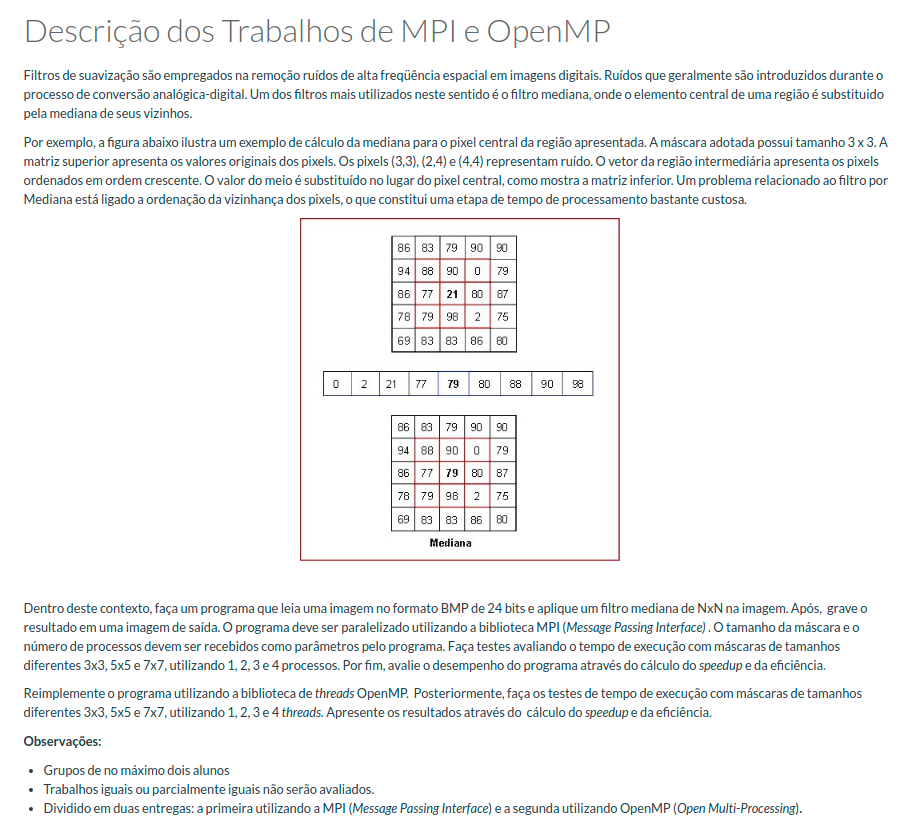 Descrição dos Trabalhos de MPI e OpenMP
Filtros de suavização são empregados na remoção ruídos de alta freqüência espacial em imagens digitais. Ruídos que geralmente são introduzidos durante o
processo de conversão analógica-digital. Um dos filtros mais utilizados neste sentido é o filtro mediana, onde o elemento central de uma região é substituido
pela mediana de seus vizinhos.
Por exemplo, a figura abaixo ilustra um exemplo de cálculo da mediana para o pixel central da região apresentada. A máscara adotada possui tamanho 3 x 3. A
matriz superior apresenta os valores originais dos pixels. Os pixels (3,3), (2,4) e (4,4) representam ruído. O vetor da região intermediária apresenta os pixels
ordenados em ordem crescente. O valor do meio é substituído no lugar do pixel central, como mostra a matriz inferior. Um problema relacionado ao filtro por
Mediana está ligado a ordenação da vizinhança dos pixels, o que constitui uma etapa de tempo de processamento bastante custosa.
86 83 79 90 90
94 88 90 0 79
86 77 21 80 87
78 79 98 2 75
69 83 83 86 80
0 2 21 77 79 80 88 90 98
86 83 79 90 90
94 88 90 0 79
86 77 79 80 87
78 79 98 2 75
69 83 83 86 80
Mediana
Dentro deste contexto, faça um programa que leia uma imagem no formato BMP de 24 bits e aplique um filtro mediana de NxN na imagem. Após, grave o
resultado em uma imagem de saída. O programa deve ser paralelizado utilizando a biblioteca MPI (Message Passing Interface) . O tamanho da máscara e o
número de processos devem ser recebidos como parâmetros pelo programa. Faça testes avaliando o tempo de execução com máscaras de tamanhos
diferentes 3x3, 5x5 e 7x7, utilizando 1, 2, 3 e 4 processos. Por fim, avalie o desempenho do programa através do cálculo do speedup e da eficiência.
Reimplemente o programa utilizando a biblioteca de threads OpenMP. Posteriormente, faça os testes de tempo de execução com máscaras de tamanhos
diferentes 3x3, 5x5 e 7x7, utilizando 1, 2, 3 e 4 threads. Apresente os resultados através do cálculo do speedup e da eficiência.
Observações:
• Grupos de no máximo dois alunos
• Trabalhos iguais ou parcialmente iguais não serão avaliados.
• Dividido em duas entregas: a primeira utilizando a MPI (Message Passing Interface) e a segunda utilizando OpenMP (Open Multi-Processing).